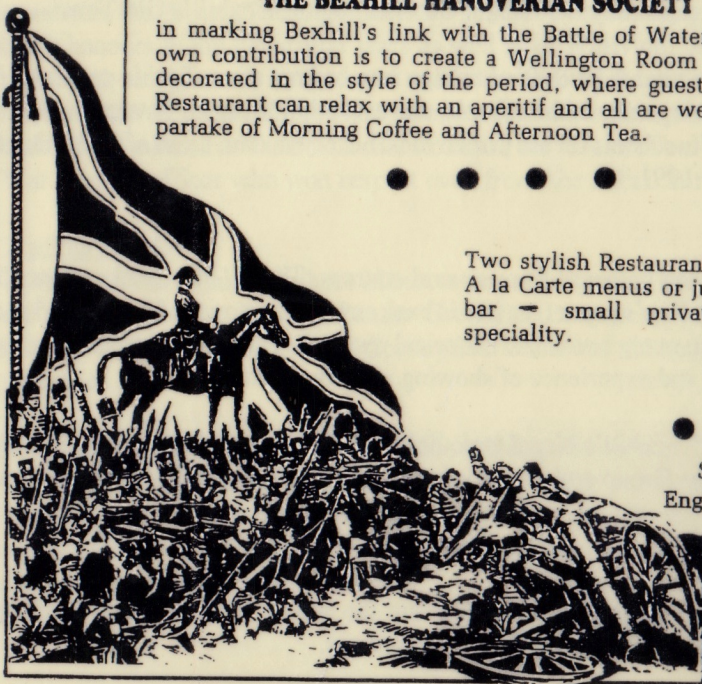 THE BEXHILL HANOVERIAN SOCIETY
in marking Bexhill's link with the Battle of Wate
own contribution is to create a Wellington Room
decorated in the style of the period, where guest
Restaurant can relax with an aperitif and all are we
partake of Morning Coffee and Afternoon Tea.
Two stylish Restauran
A la Carte menus or ju
bar – small priva
speciality.
S
Eng